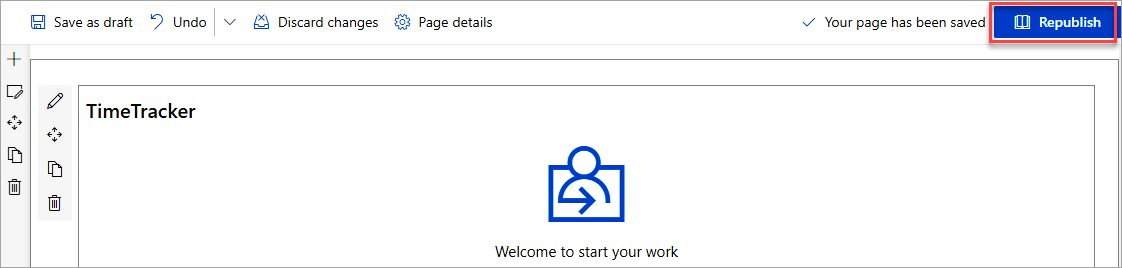 Save as draft Undo Discard changes Page details Your page has been saved Republish
TimeTracker
Welcome to start your work